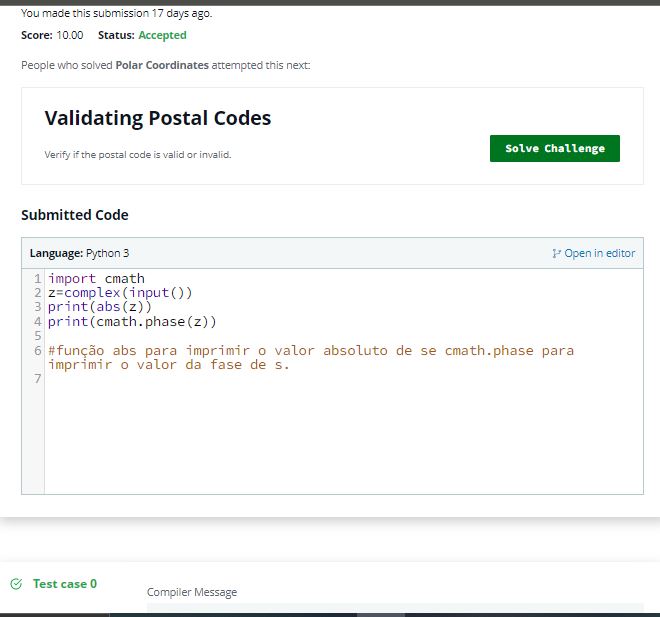 You made this submission 17 days ago.
Score: 10.00 Status: Accepted
People who solved Polar Coordinates attempted this next:
Validating Postal Codes
Verify if the postal code is valid or invalid.
Solve Challenge
Submitted Code
Language: Python 3
Open in editor
1 import cmath
2 z=complex(input())
3 print(abs(z))
4 print(cmath.phase(z))
5
6 #função abs para imprimir o valor absoluto de se cmath.phase para
imprimir o valor da fase de s.
7
Test case 0
Compiler Message